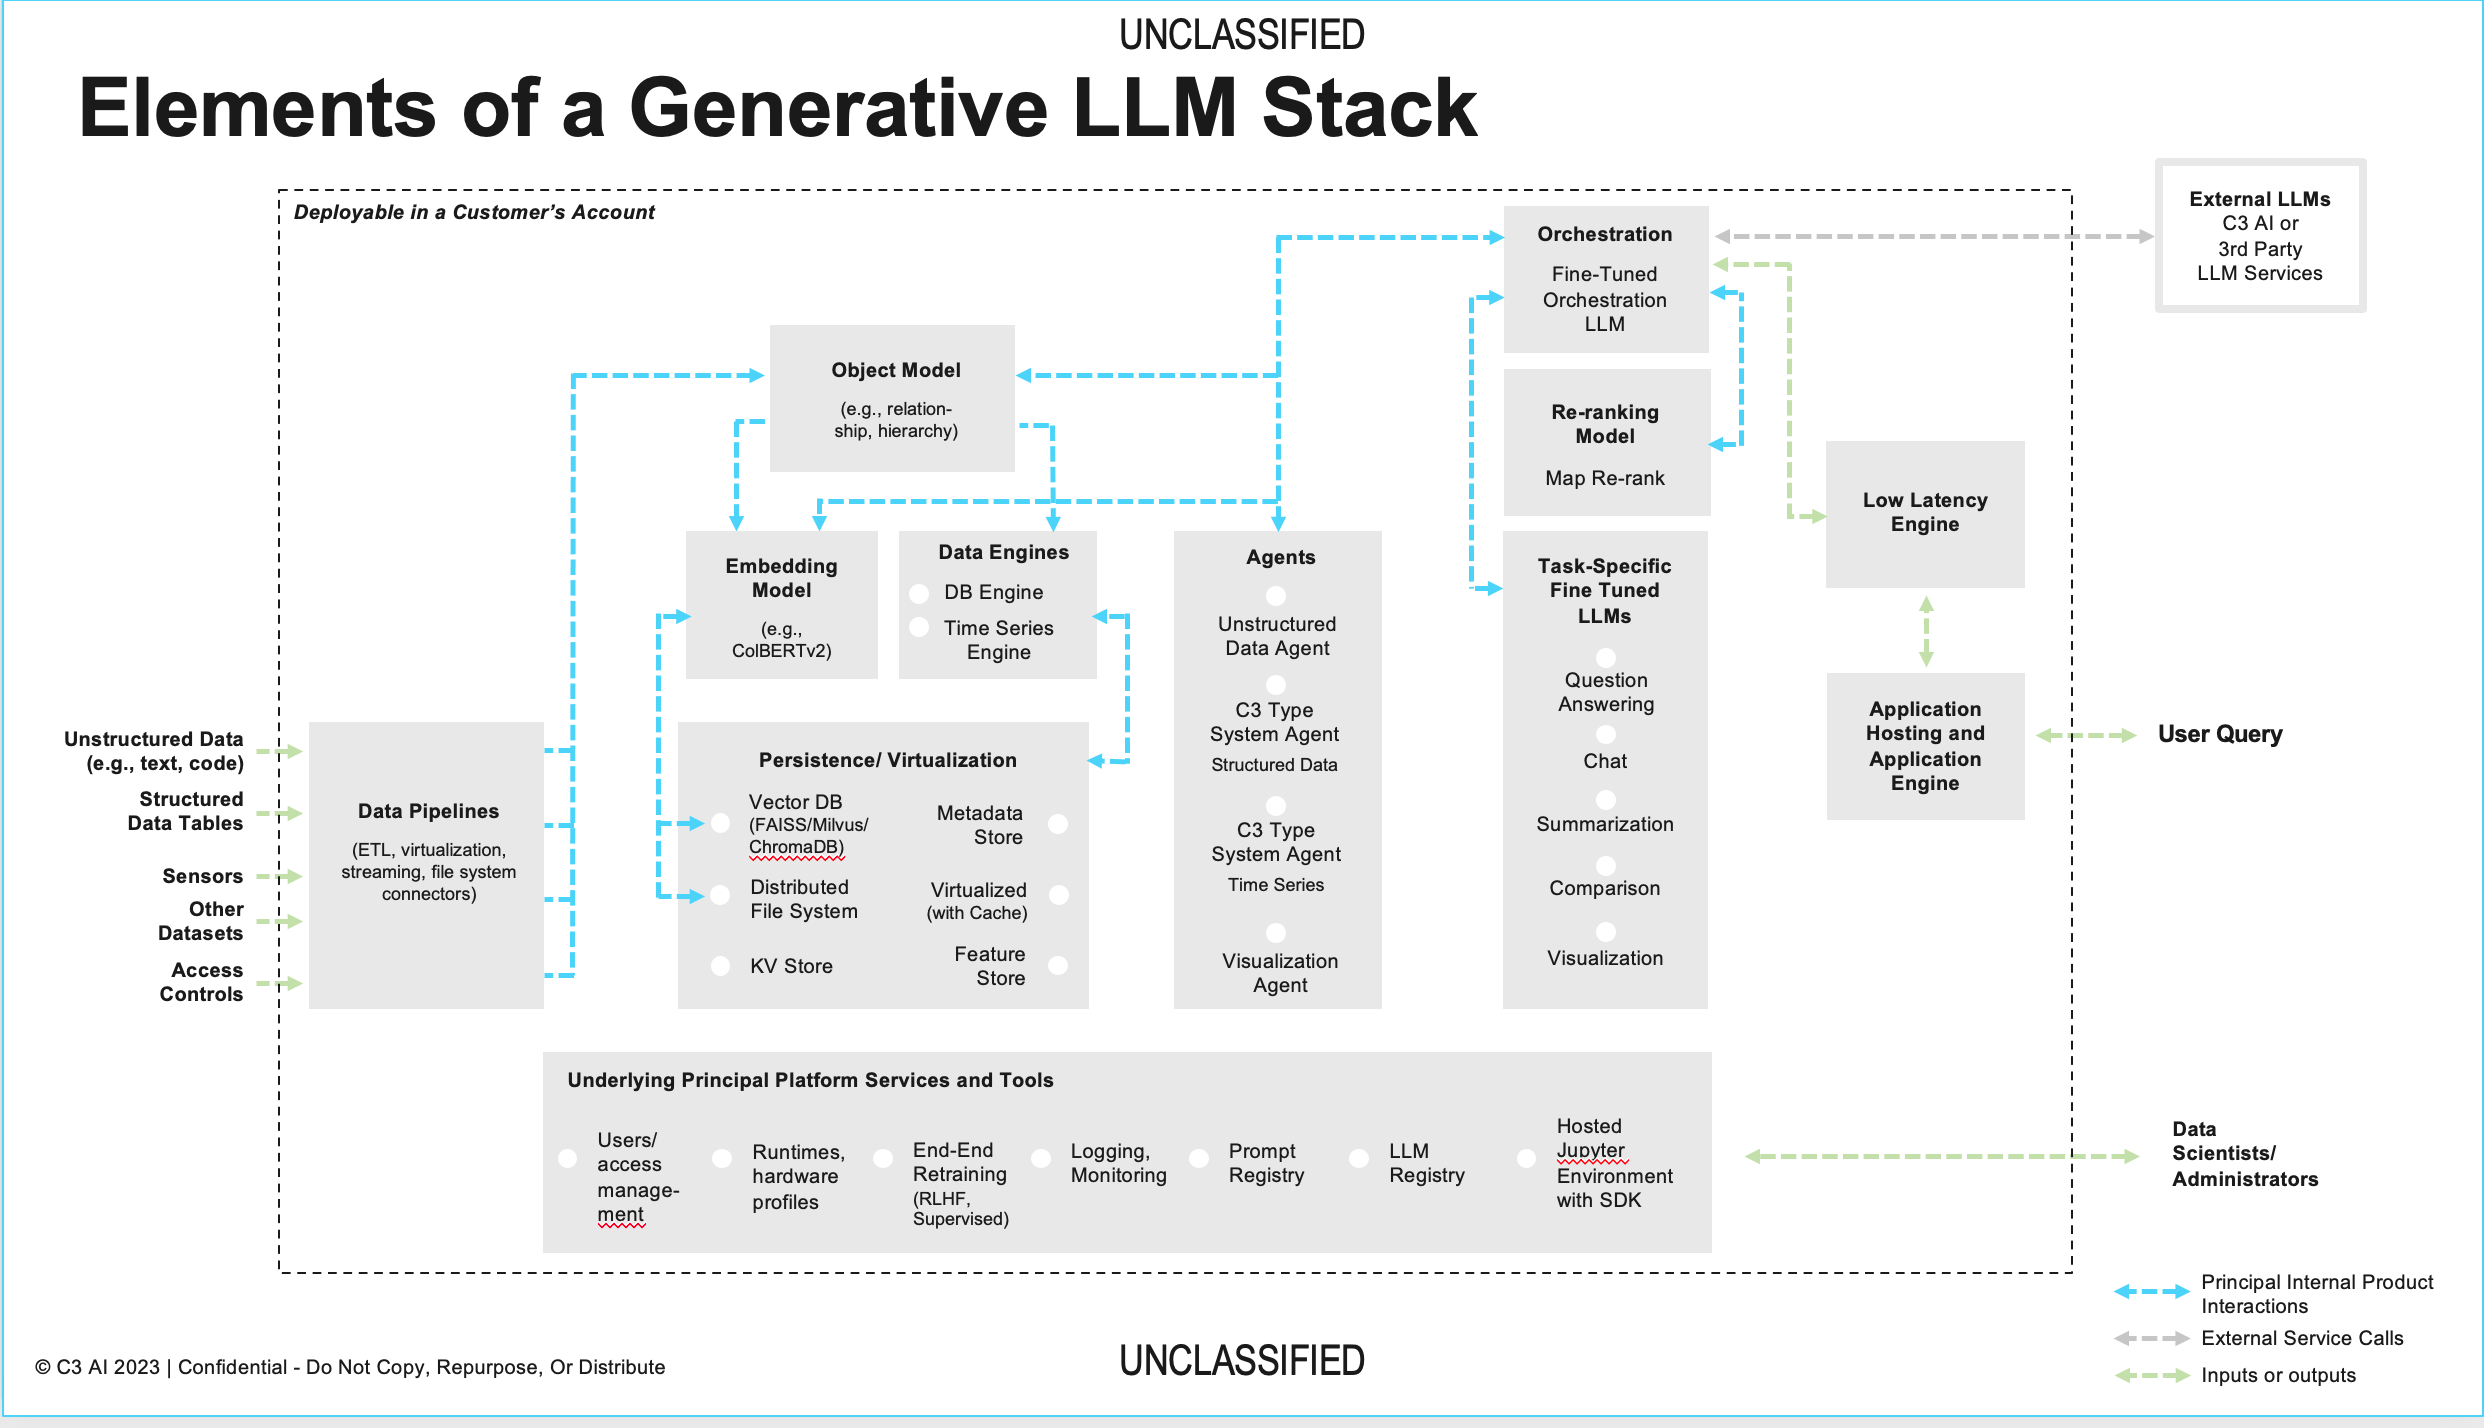 UNCLASSIFIED
Elements of a Generative LLM Stack
Deployable in a Customer’s Account
External LLMs
C3 AI or
3rd Party
LLM Services
Orchestration
Fine-Tuned
Orchestration
LLM
Object Model
(e.g., relation-
ship, hierarchy)
Re-ranking
Model
Map Re-rank
Low Latency
Engine
Embedding
Model
(e.g.,
ColBERTv2)
Data Engines
DB Engine
Time Series
Engine
Agents
Unstructured
Data Agent
C3 Type
System Agent
Structured Data
C3 Type
System Agent
Time Series
Visualization
Agent
Task-Specific
Fine Tuned
LLMs
Question
Answering
Chat
Summarization
Comparison
Visualization
Application
Hosting and
Application
Engine
User Query
Unstructured Data
(e.g., text, code)
Structured
Data Tables
Sensors
Other
Datasets
Access
Controls
Data Pipelines
(ETL, virtualization,
streaming, file system
connectors)
Persistence/ Virtualization
Vector DB
(FAISS/Milvus/
ChromaDB)
Distributed
File System
KV Store
Metadata
Store
Virtualized
(with Cache)
Feature
Store
Underlying Principal Platform Services and Tools
Users/
access
manage-
ment
Runtimes,
hardware
profiles
End-End
Retraining
(RLHF,
Supervised)
Logging,
Monitoring
Prompt
Registry
LLM
Registry
Hosted
Jupyter
Environment
with SDK
Data
Scientists/
Administrators
Principal Internal Product
Interactions
External Service Calls
Inputs or outputs
© C3 AI 2023 | Confidential - Do Not Copy, Repurpose, Or Distribute
UNCLASSIFIED